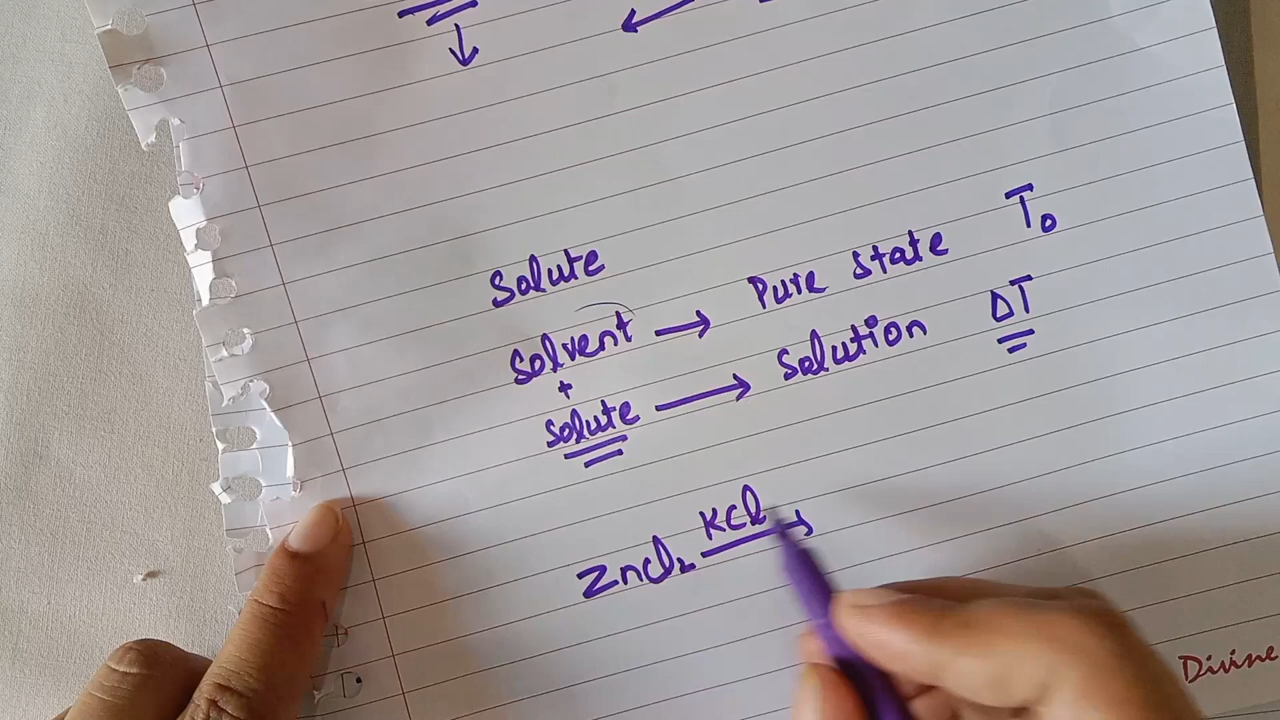 Solute
Solvent → Pure state T₀
+
Solute → Solution ΔT
ZnCl₂ KCl →
Divine